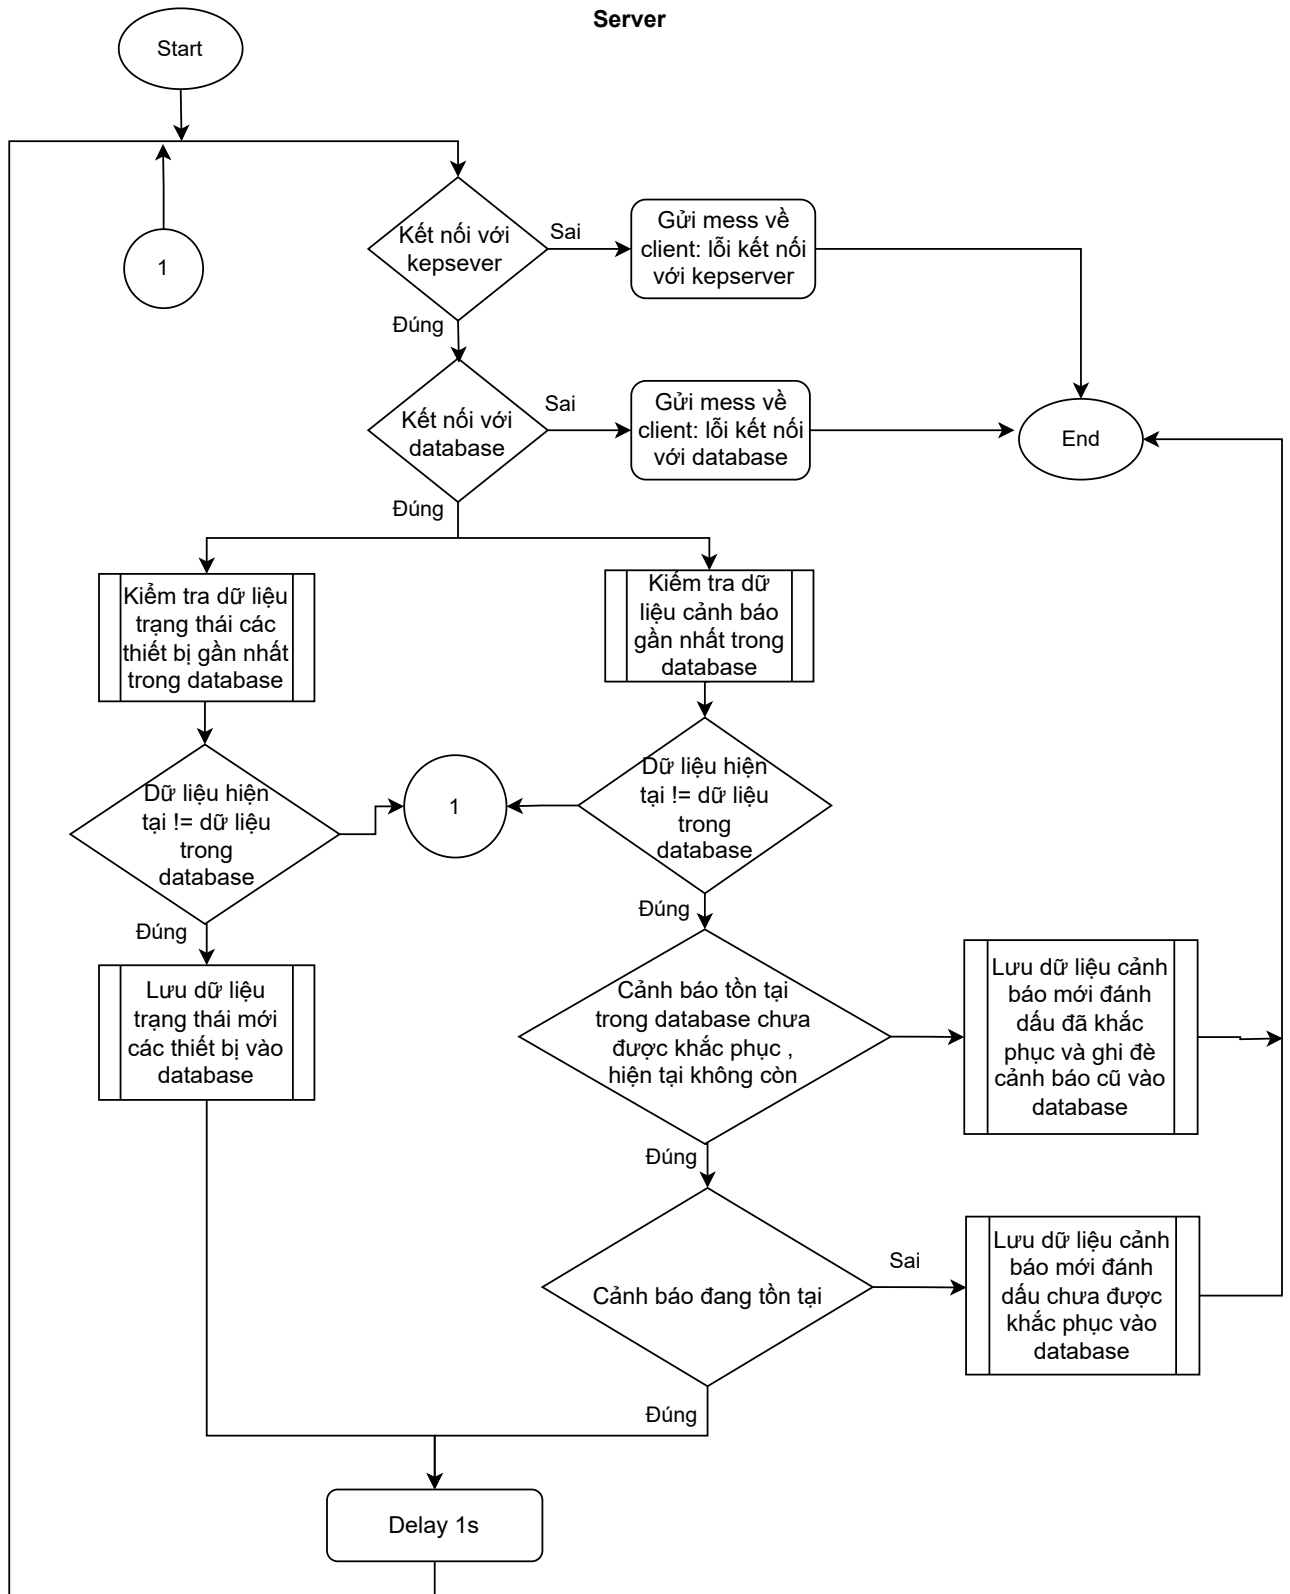 Server
Start
1
Kết nối với
kepsever
Sai
Gửi mess về
client: lỗi kết nối
với kepserver
Đúng
Kết nối với
database
Sai
Gửi mess về
client: lỗi kết nối
với database
End
Đúng
Kiểm tra dữ liệu
trạng thái các
thiết bị gần nhất
trong database
Kiểm tra dữ
liệu cảnh báo
gần nhất trong
database
Dữ liệu hiện
tại != dữ liệu
trong
database
1
Dữ liệu hiện
tại != dữ liệu
trong
database
Đúng
Đúng
Lưu dữ liệu
trạng thái mới
các thiết bị vào
database
Cảnh báo tồn tại
trong database chưa
được khắc phục ,
hiện tại không còn
Lưu dữ liệu cảnh
báo mới đánh
dấu đã khắc
phục và ghi đè
cảnh báo cũ vào
database
Đúng
Cảnh báo đang tồn tại
Sai
Lưu dữ liệu cảnh
báo mới đánh
dấu chưa được
khắc phục vào
database
Đúng
Delay 1s